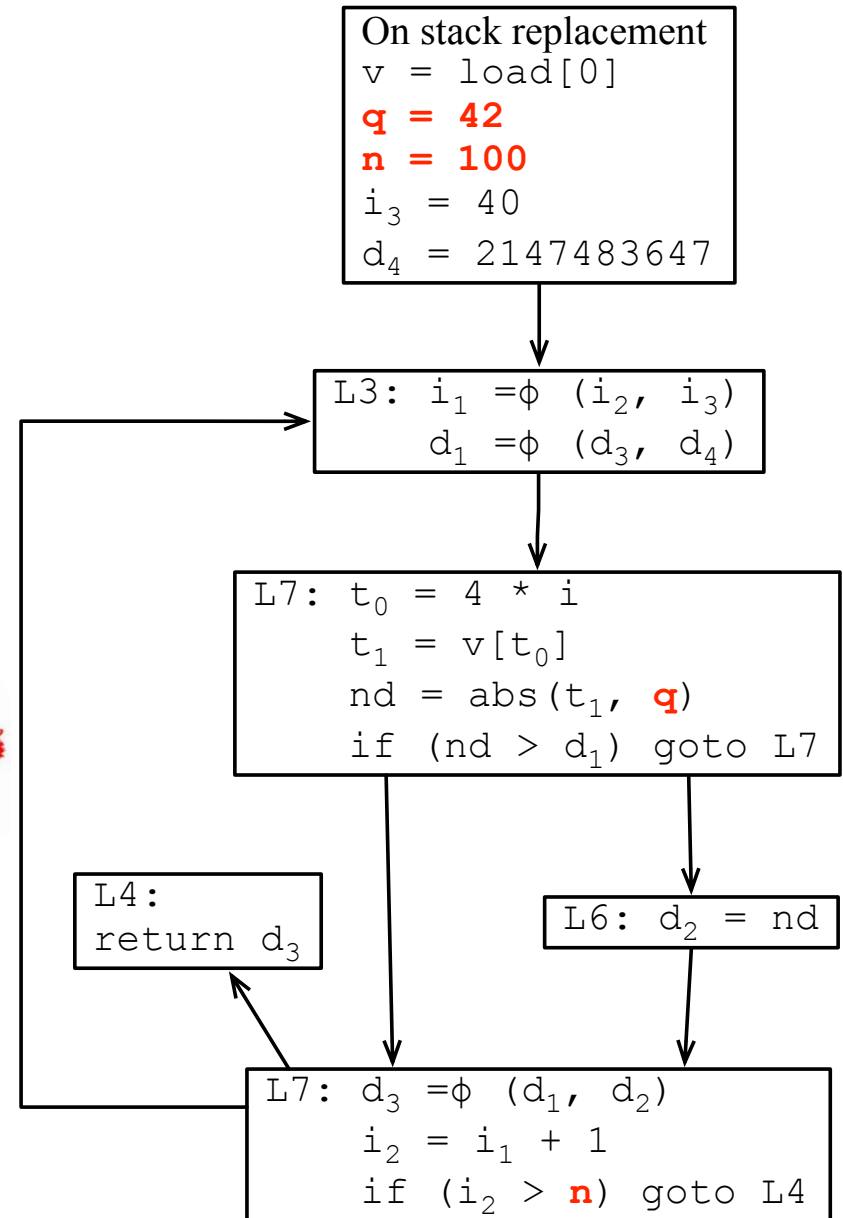 On stack replacement
v = load[0]
q = 42
n = 100
i₃ = 40
d₄ = 2147483647
L3: i₁ =ϕ (i₂, i₃)
d₁ =ϕ (d₃, d₄)
L7: t₀ = 4 * i
t₁ = v[t₀]
nd = abs(t₁, q)
if (nd > d₁) goto L7
L4:
return d₃
L6: d₂ = nd
L7: d₃ =ϕ (d₁, d₂)
i₂ = i₁ + 1
if (i₂ > n) goto L4